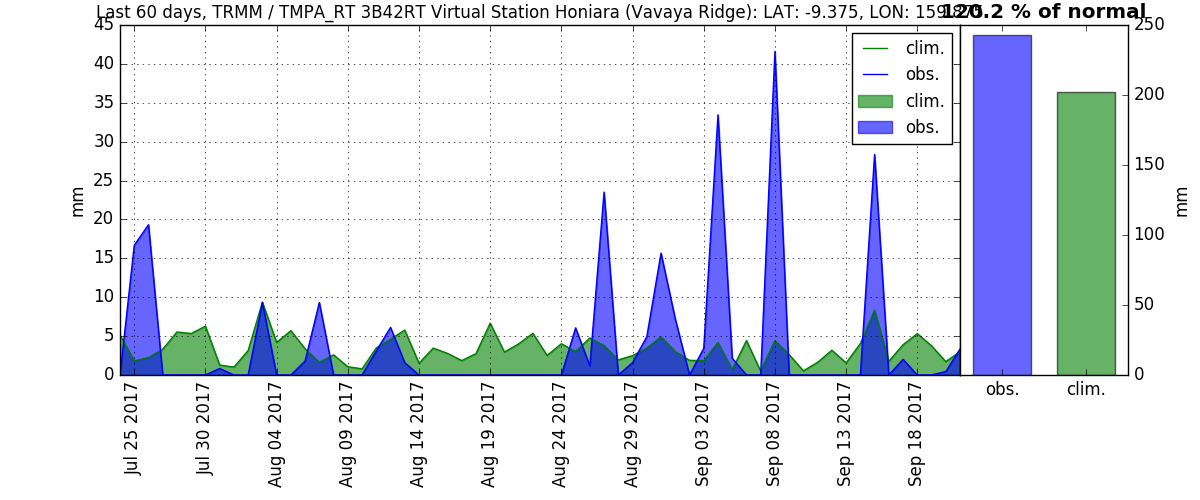 Last 60 days, TRMM / TMPA_RT 3B42RT Virtual Station Honiara (Vavaya Ridge): LAT: -9.375, LON:
120.2 % of normal
45
40
35
30
25
20
15
10
5
0
mm
clim.
obs.
clim.
obs.
Jul 25 2017
Jul 30 2017
Aug 04 2017
Aug 09 2017
Aug 14 2017
Aug 19 2017
Aug 24 2017
Aug 29 2017
Sep 03 2017
Sep 08 2017
Sep 13 2017
Sep 18 2017
250
200
150
100
50
0
mm
obs.
clim.